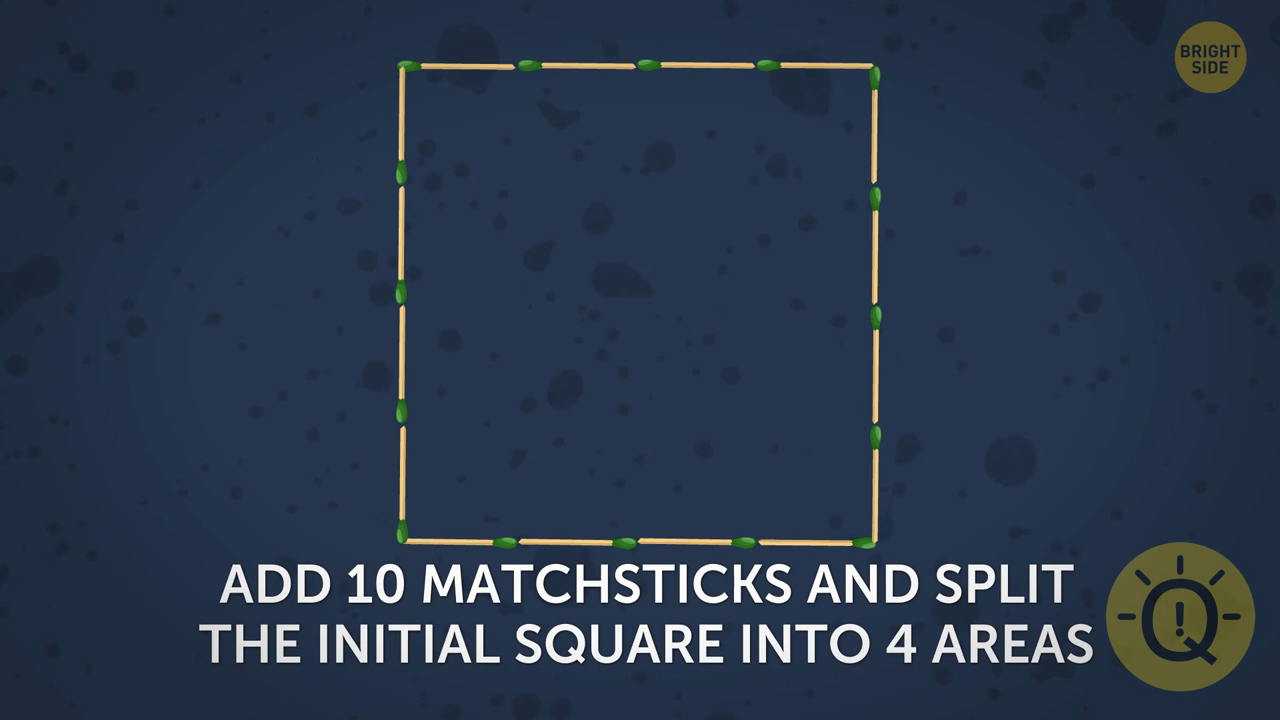 BRIGHT
SIDE
ADD 10 MATCHSTICKS AND SPLIT
THE INITIAL SQUARE INTO 4 AREAS
Q!